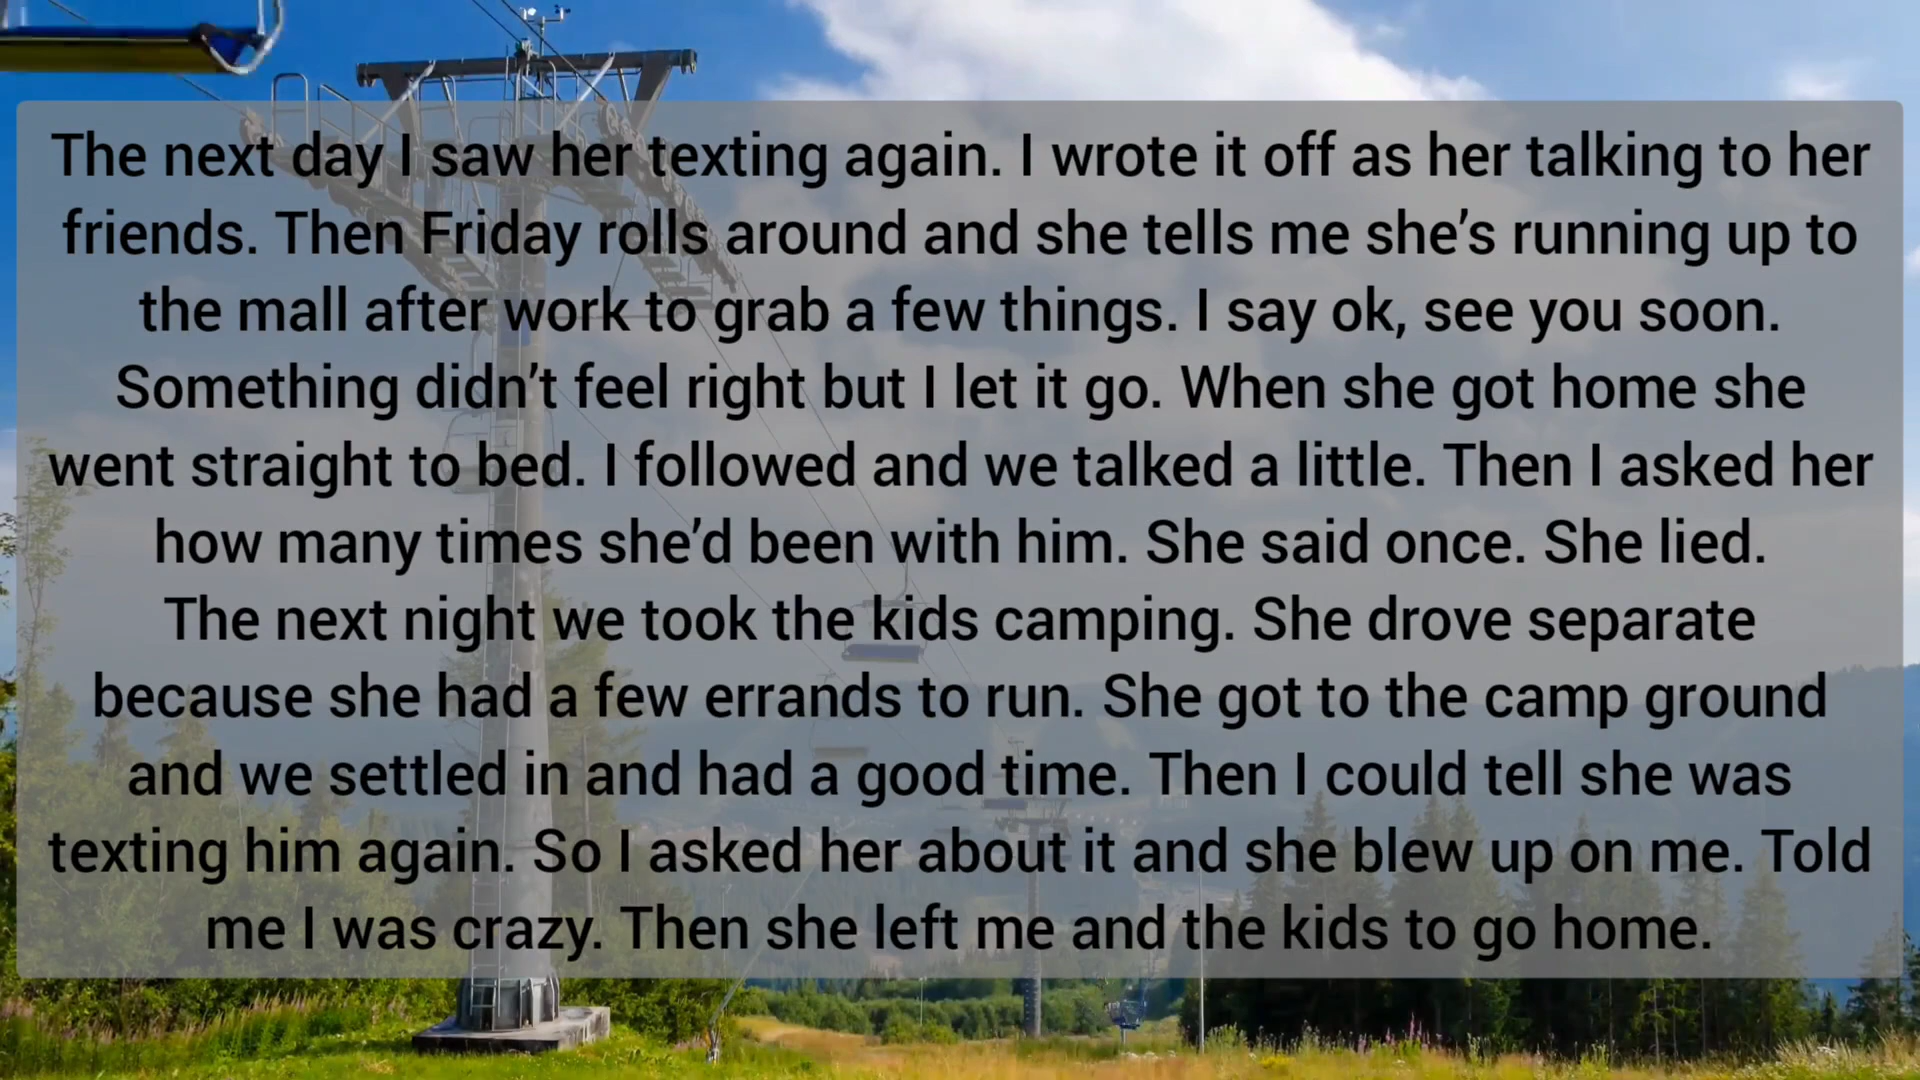 The next day I saw her texting again. I wrote it off as her talking to her
friends. Then Friday rolls around and she tells me she’s running up to
the mall after work to grab a few things. I say ok, see you soon.
Something didn’t feel right but I let it go. When she got home she
went straight to bed. I followed and we talked a little. Then I asked her
how many times she’d been with him. She said once. She lied.
The next night we took the kids camping. She drove separate
because she had a few errands to run. She got to the camp ground
and we settled in and had a good time. Then I could tell she was
texting him again. So I asked her about it and she blew up on me. Told
me I was crazy. Then she left me and the kids to go home.